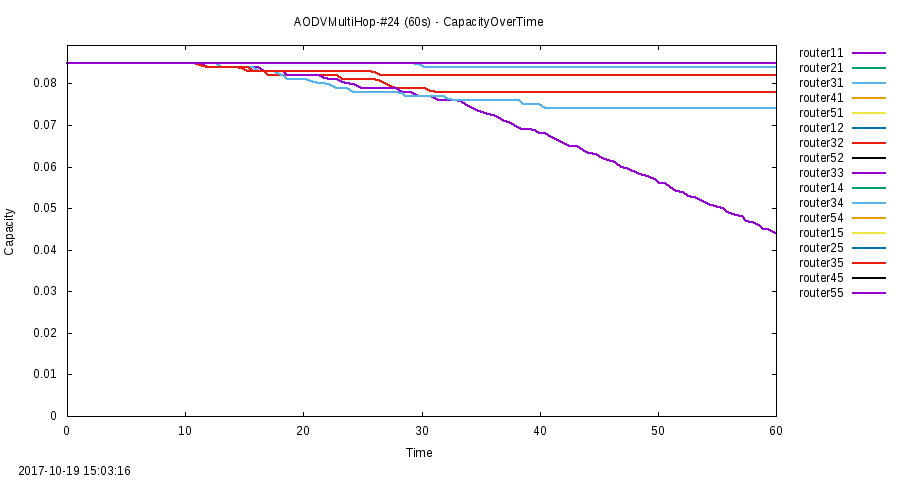 AODVMultiHop-#24 (60s) - CapacityOverTime
router11
router21
router31
router41
router51
router12
router32
router52
router33
router14
router34
router54
router15
router25
router35
router45
router55
0.08
0.07
0.06
0.05
0.04
0.03
0.02
0.01
0
Capacity
0 10 20 30 40 50 60
Time
2017-10-19 15:03:16